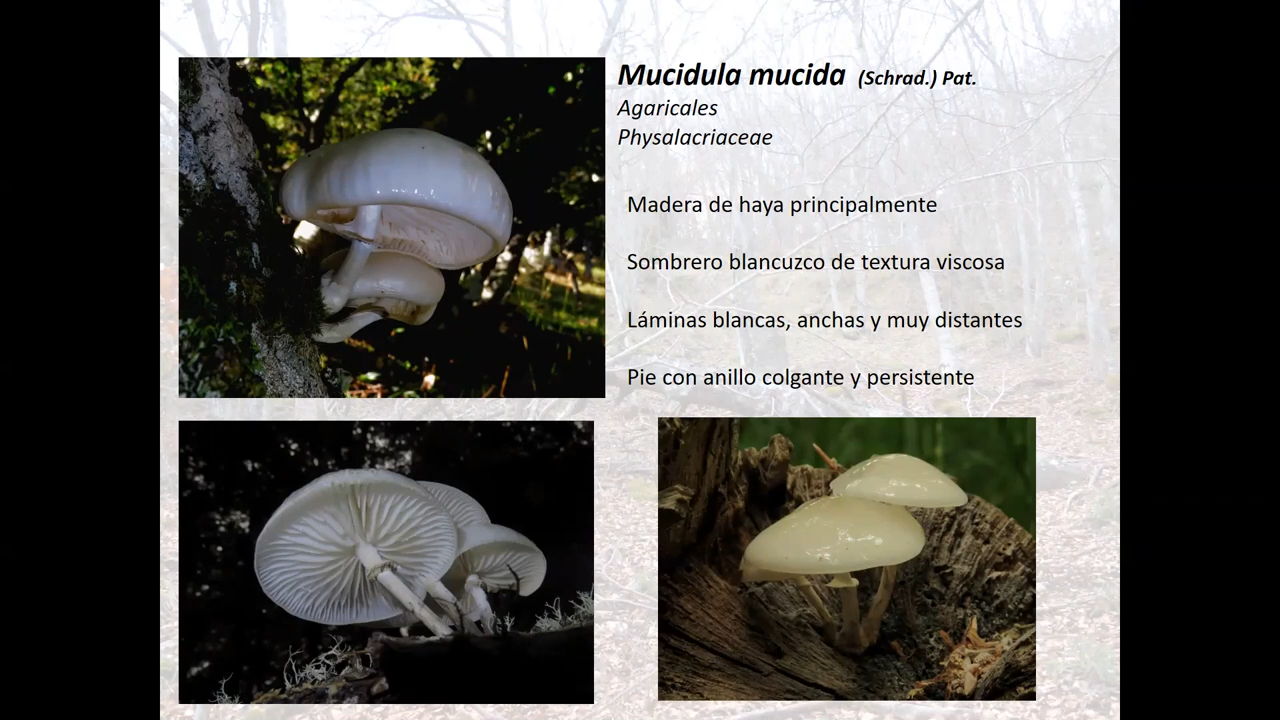 Mucidula mucida (Schrad.) Pat.
Agaricales
Physalacriaceae
Madera de haya principalmente
Sombrero blancuzco de textura viscosa
Láminas blancas, anchas y muy distantes
Pie con anillo colgante y persistente